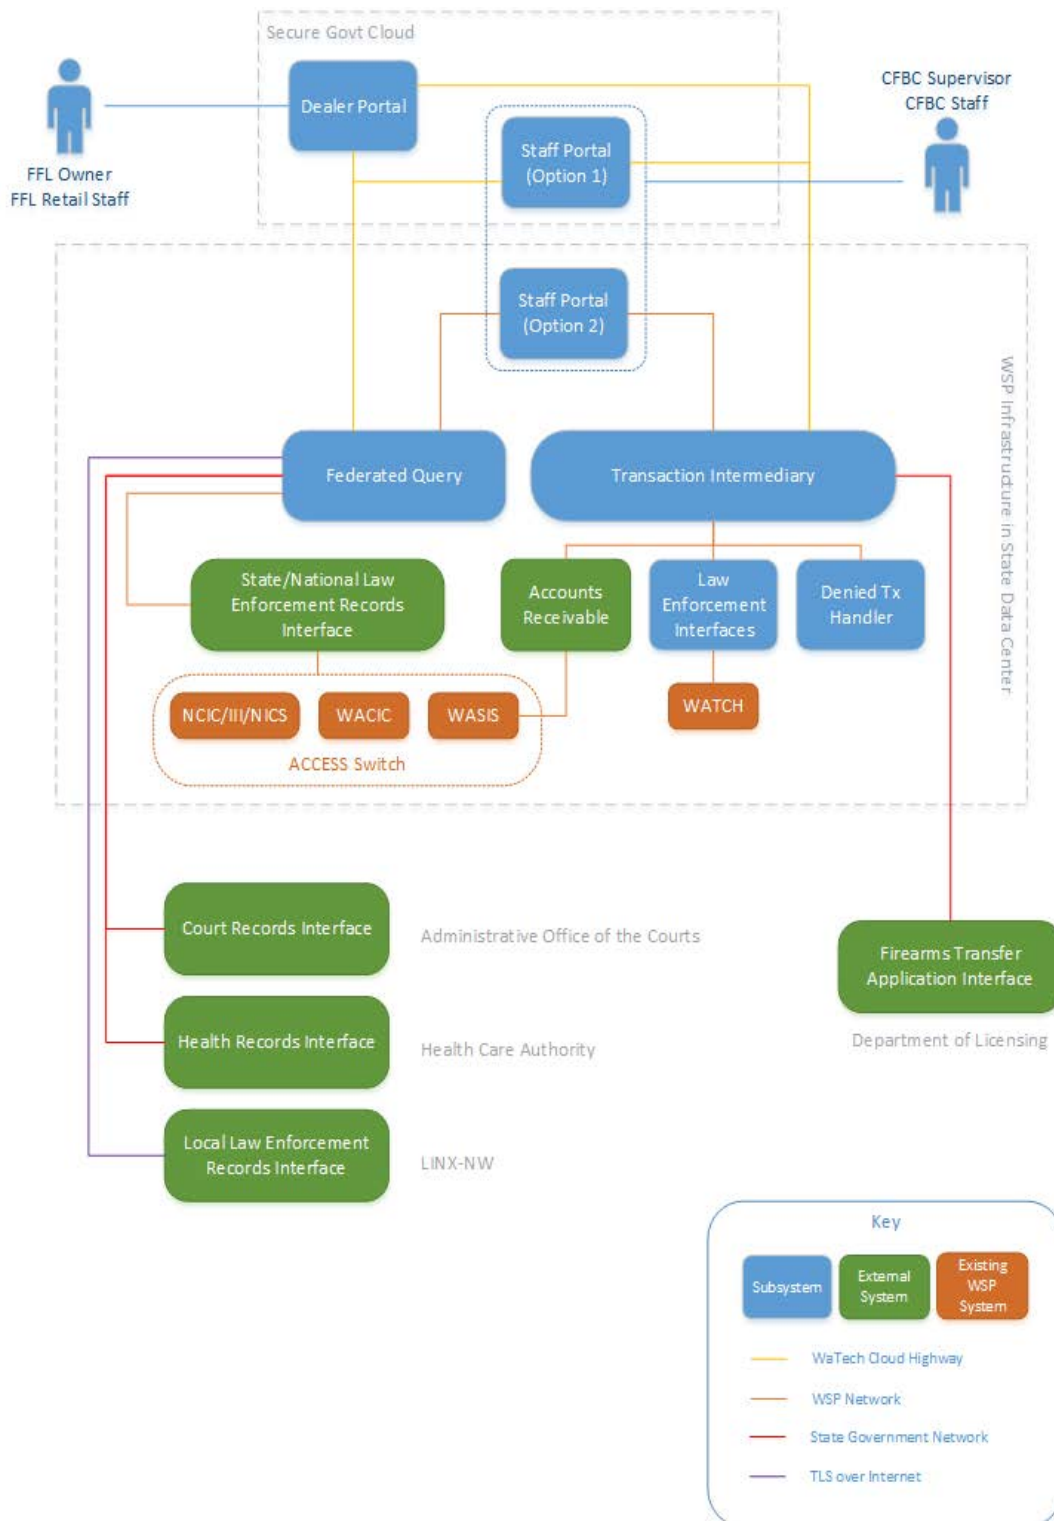 Secure Govt Cloud
Dealer Portal
CFBC Supervisor
CFBC Staff
Staff Portal
(Option 1)
FFL Owner
FFL Retail Staff
Staff Portal
(Option 2)
WSP Infrastructure in State Data Center
Federated Query
Transaction Intermediary
State/National Law
Enforcement Records
Interface
Accounts
Receivable
Law
Enforcement
Interfaces
Denied Tx
Handler
NCIC/III/NICS
WACIC
WASIS
WATCH
ACCESS Switch
Court Records Interface
Administrative Office of the Courts
Firearms Transfer
Application Interface
Department of Licensing
Health Records Interface
Health Care Authority
Local Law Enforcement
Records Interface
LINX-NW
Key
Subsystem
External
System
Existing
WSP
System
WaTech Cloud Highway
WSP Network
State Government Network
TLS over Internet